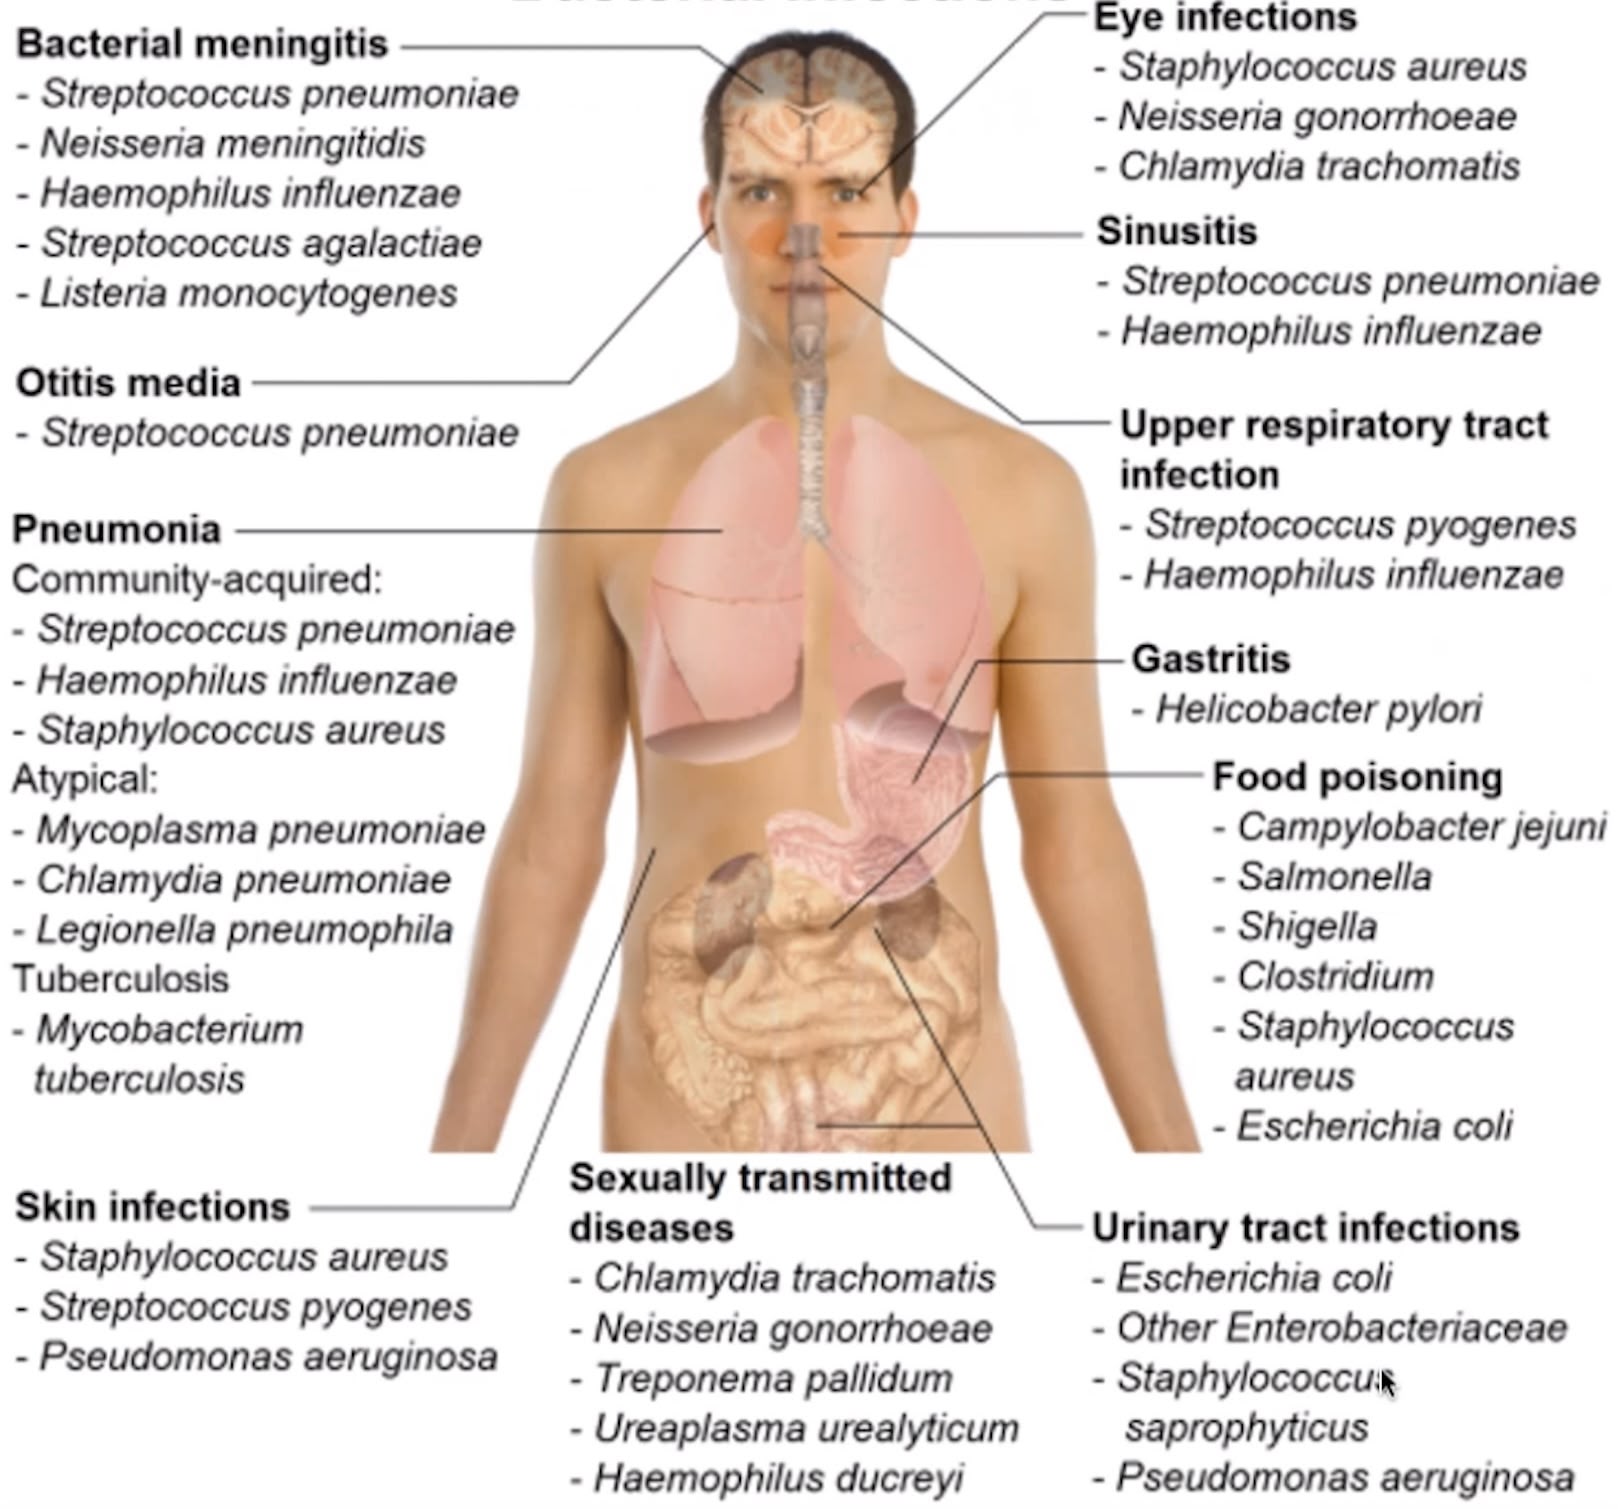 Bacterial meningitis
- Streptococcus pneumoniae
- Neisseria meningitidis
- Haemophilus influenzae
- Streptococcus agalactiae
- Listeria monocytogenes
Otitis media
- Streptococcus pneumoniae
Pneumonia
Community-acquired:
- Streptococcus pneumoniae
- Haemophilus influenzae
- Staphylococcus aureus
Atypical:
- Mycoplasma pneumoniae
- Chlamydia pneumoniae
- Legionella pneumophila
Tuberculosis
- Mycobacterium
tuberculosis
Skin infections
- Staphylococcus aureus
- Streptococcus pyogenes
- Pseudomonas aeruginosa
Eye infections
- Staphylococcus aureus
- Neisseria gonorrhoeae
- Chlamydia trachomatis
Sinusitis
- Streptococcus pneumoniae
- Haemophilus influenzae
Upper respiratory tract
infection
- Streptococcus pyogenes
- Haemophilus influenzae
Gastritis
- Helicobacter pylori
Food poisoning
- Campylobacter jejuni
- Salmonella
- Shigella
- Clostridium
- Staphylococcus
aureus
- Escherichia coli
Sexually transmitted
diseases
- Chlamydia trachomatis
- Neisseria gonorrhoeae
- Treponema pallidum
- Ureaplasma urealyticum
- Haemophilus ducreyi
Urinary tract infections
- Escherichia coli
- Other Enterobacteriaceae
- Staphylococcus
saprophyticus
- Pseudomonas aeruginosa